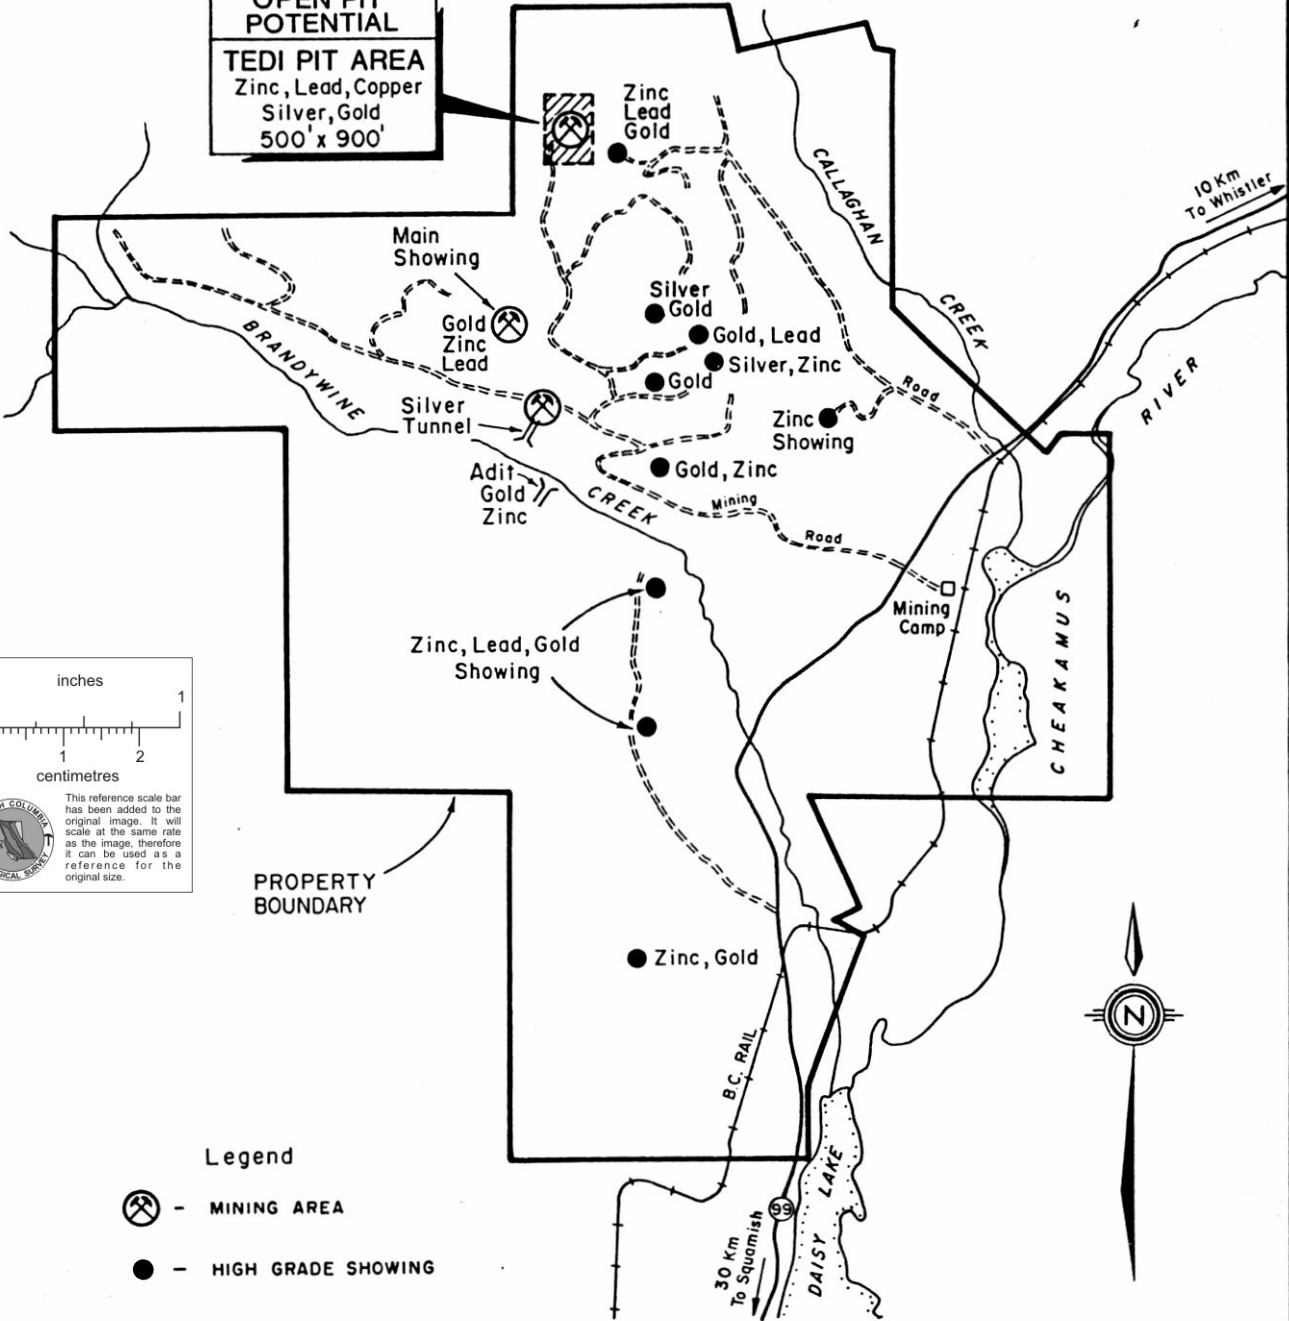 OPEN PIT
POTENTIAL
TEDI PIT AREA
Zinc, Lead, Copper
Silver, Gold
500' x 900'
Zinc
Lead
Gold
CALLAGHAN
CREEK
10 Km
To Whistler
Main
Showing
Gold
Zinc
Lead
Silver
Gold
Gold, Lead
Silver, Zinc
Gold
BRANDYWINE
CREEK
Silver
Tunnel
Zinc
Showing
Road
RIVER
Adit
Gold
Zinc
Gold, Zinc
Mining
Road
Mining
Camp
CHEAKAMUS
Zinc, Lead, Gold
Showing
inches
1
1
2
centimetres
This reference scale bar
has been added to the
original image. It will
scale at the same rate
as the image, therefore
it can be used as a
reference for the
original size.
H COLUMBIA
GICAL SURVEY
PROPERTY
BOUNDARY
Zinc, Gold
B.C. RAIL
N
Legend
- MINING AREA
- HIGH GRADE SHOWING
99
30 Km
To Squamish
DAISY LAKE